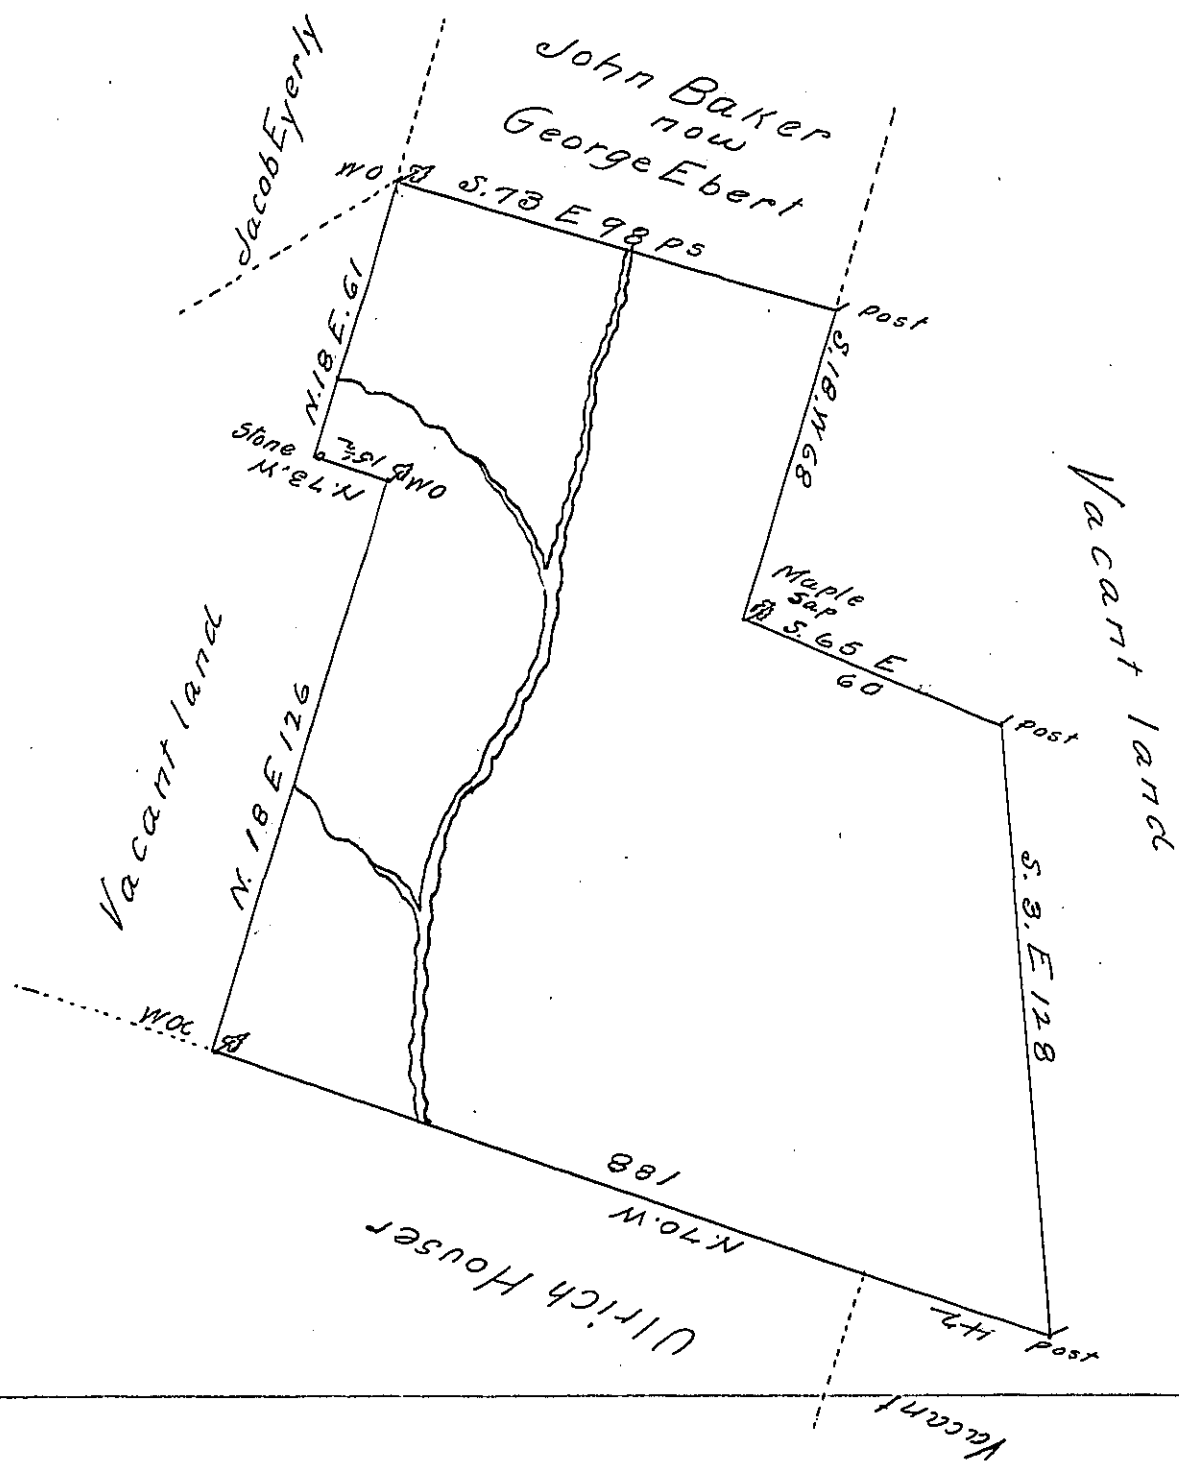 Jacob Eyerly
John Baker
now
George Ebert
WO
S.73 E 98 ps
post
N.18 E.61
S.18.W 68
Stone
15½
N.73.W
WO
Maple
sap
S.65 E
60
post
Vacant land
Vacant land
N.18 E 126
S.3.E 128
WOc
188
N.70.W
42
post
Ulrich Houser
Vacant